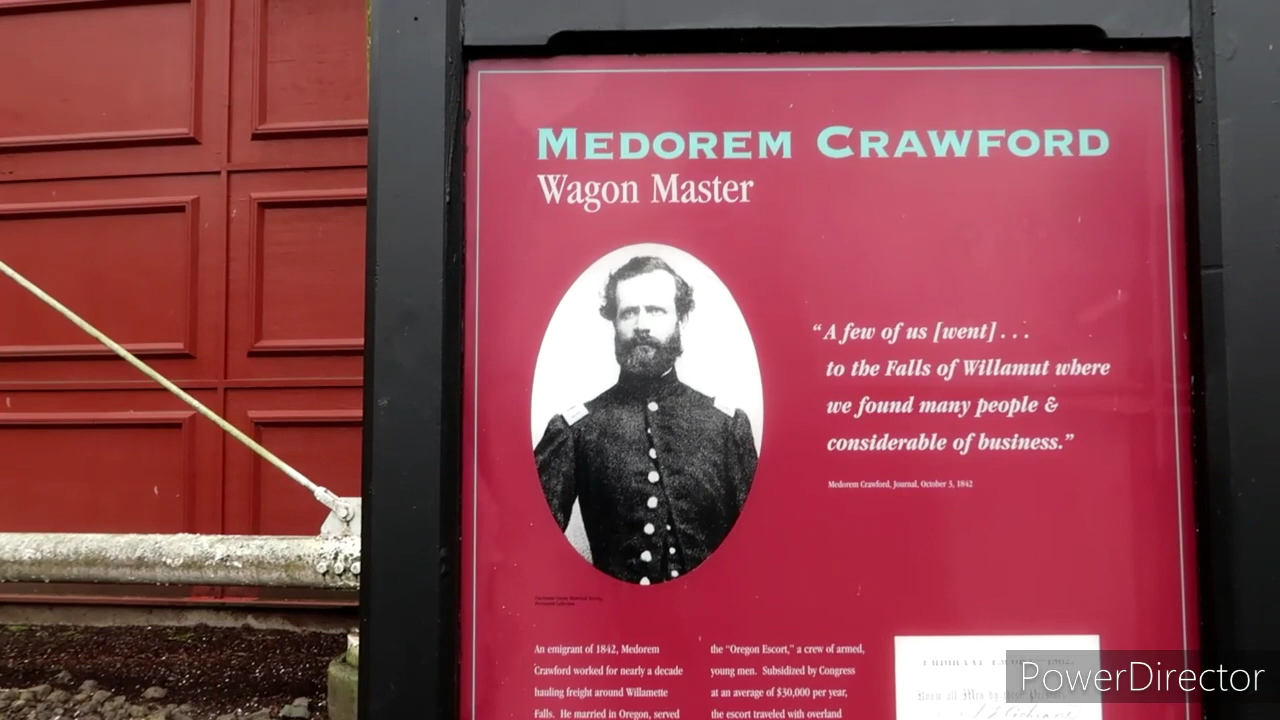 MEDOREM CRAWFORD
Wagon Master
“A few of us [went] . . .
to the Falls of Willamut where
we found many people &
considerable of business.”
Medorem Crawford, Journal, October 3, 1842
An emigrant of 1842, Medorem
Crawford worked for nearly a decade
hauling freight around Willamette
Falls. He married in Oregon, served
the “Oregon Escort,” a crew of armed,
young men. Subsidized by Congress
at an average of $30,000 per year,
the escort traveled with overland
PowerDirector